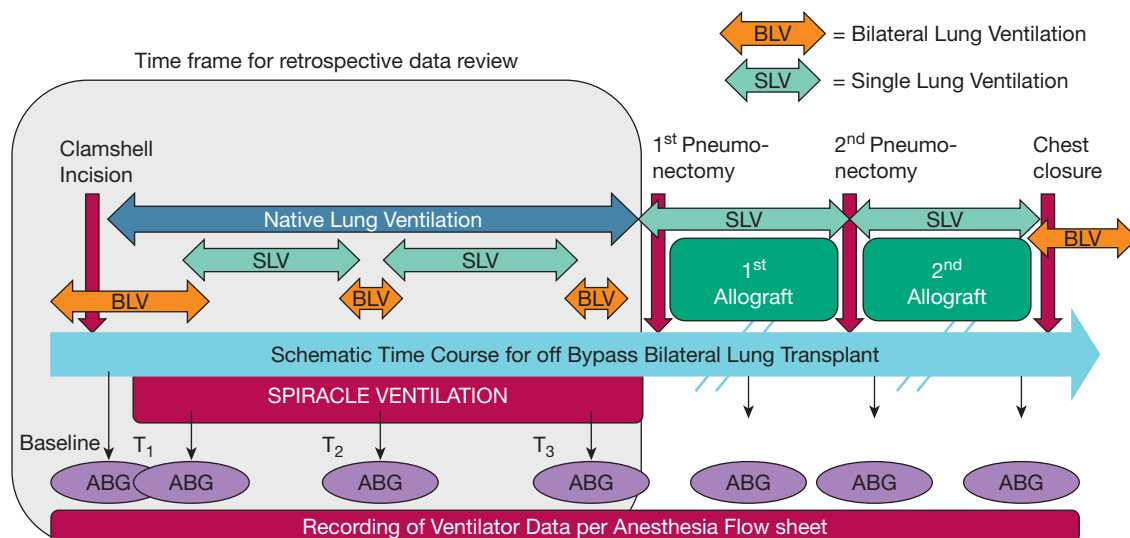 BLV = Bilateral Lung Ventilation
Time frame for retrospective data review
SLV = Single Lung Ventilation
Clamshell
Incision
1st Pneumo-
nectomy
2nd Pneumo-
nectomy
Chest
closure
Native Lung Ventilation
SLV
SLV
BLV
SLV
SLV
BLV
BLV
BLV
1st
Allograft
2nd
Allograft
Schematic Time Course for off Bypass Bilateral Lung Transplant
SPIRACLE VENTILATION
Baseline
T1
T2
T3
ABG
ABG
ABG
ABG
ABG
ABG
ABG
Recording of Ventilator Data per Anesthesia Flow sheet